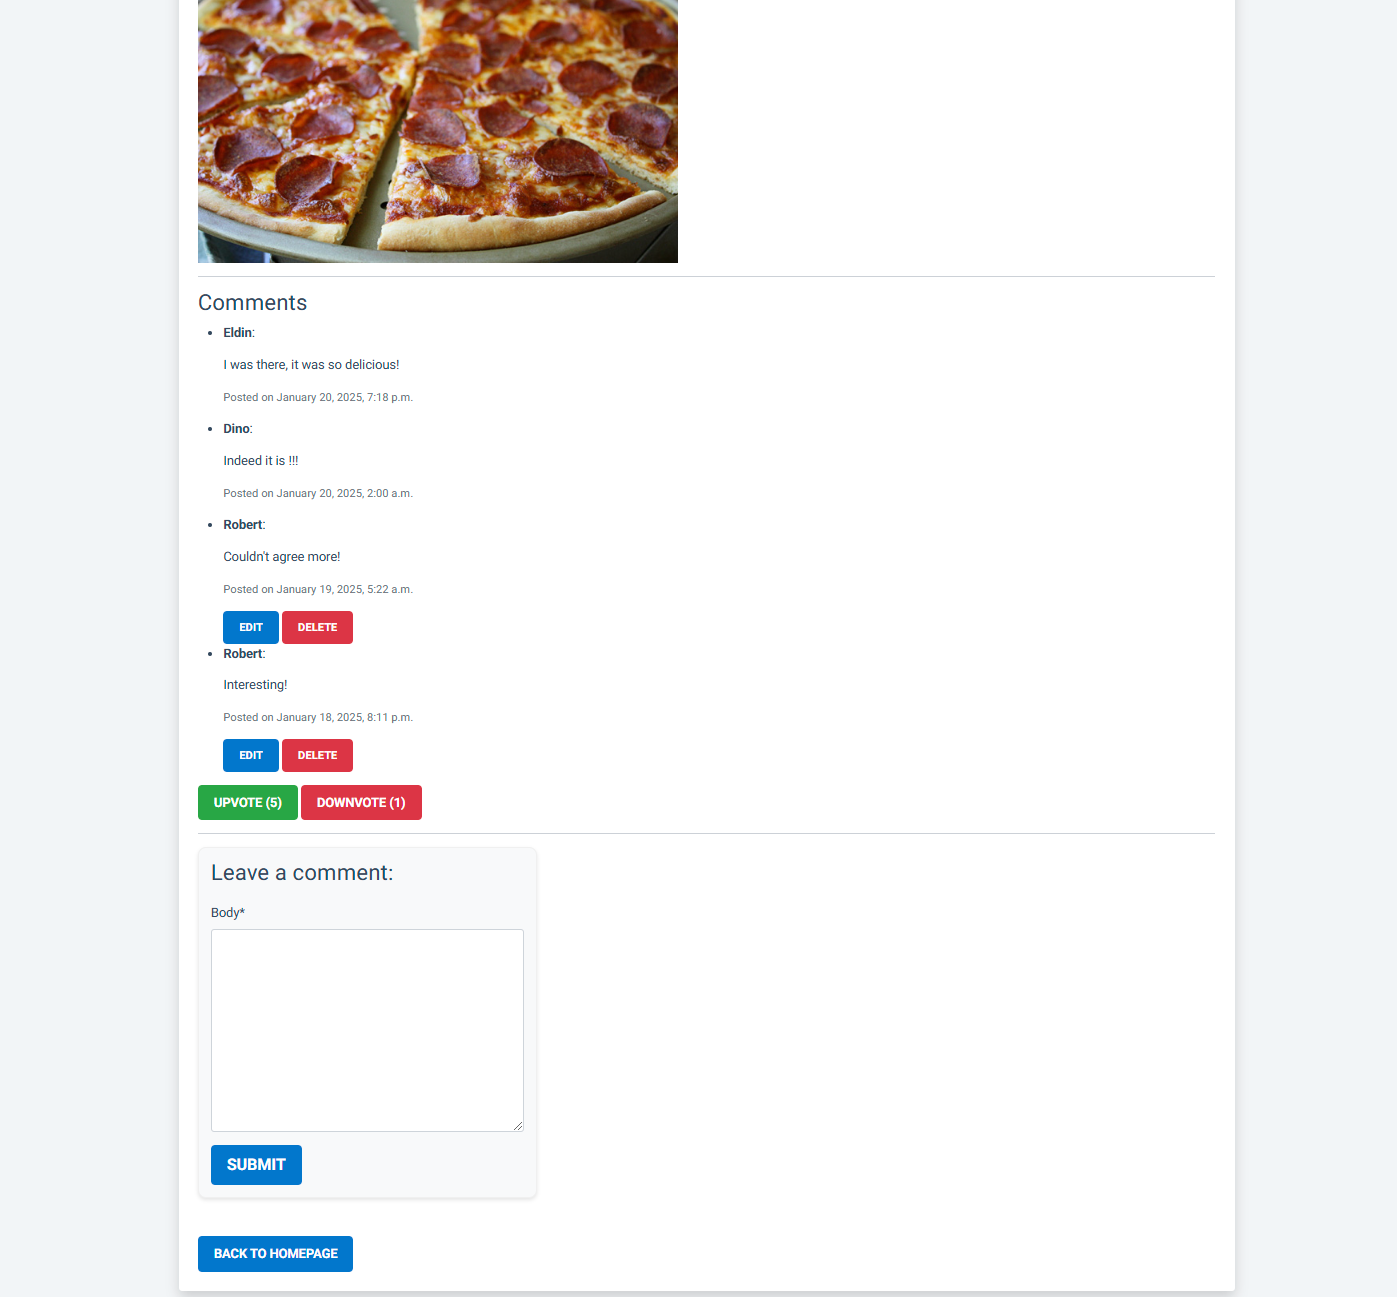 Comments
Eldin:
I was there, it was so delicious!
Posted on January 20, 2025, 7:18 p.m.
Dino:
Indeed it is !!!
Posted on January 20, 2025, 2:00 a.m.
Robert:
Couldn't agree more!
Posted on January 19, 2025, 5:22 a.m.
EDIT DELETE
Robert:
Interesting!
Posted on January 18, 2025, 8:11 p.m.
EDIT DELETE
UPVOTE (5) DOWNVOTE (1)
Leave a comment:
Body*
SUBMIT
BACK TO HOMEPAGE